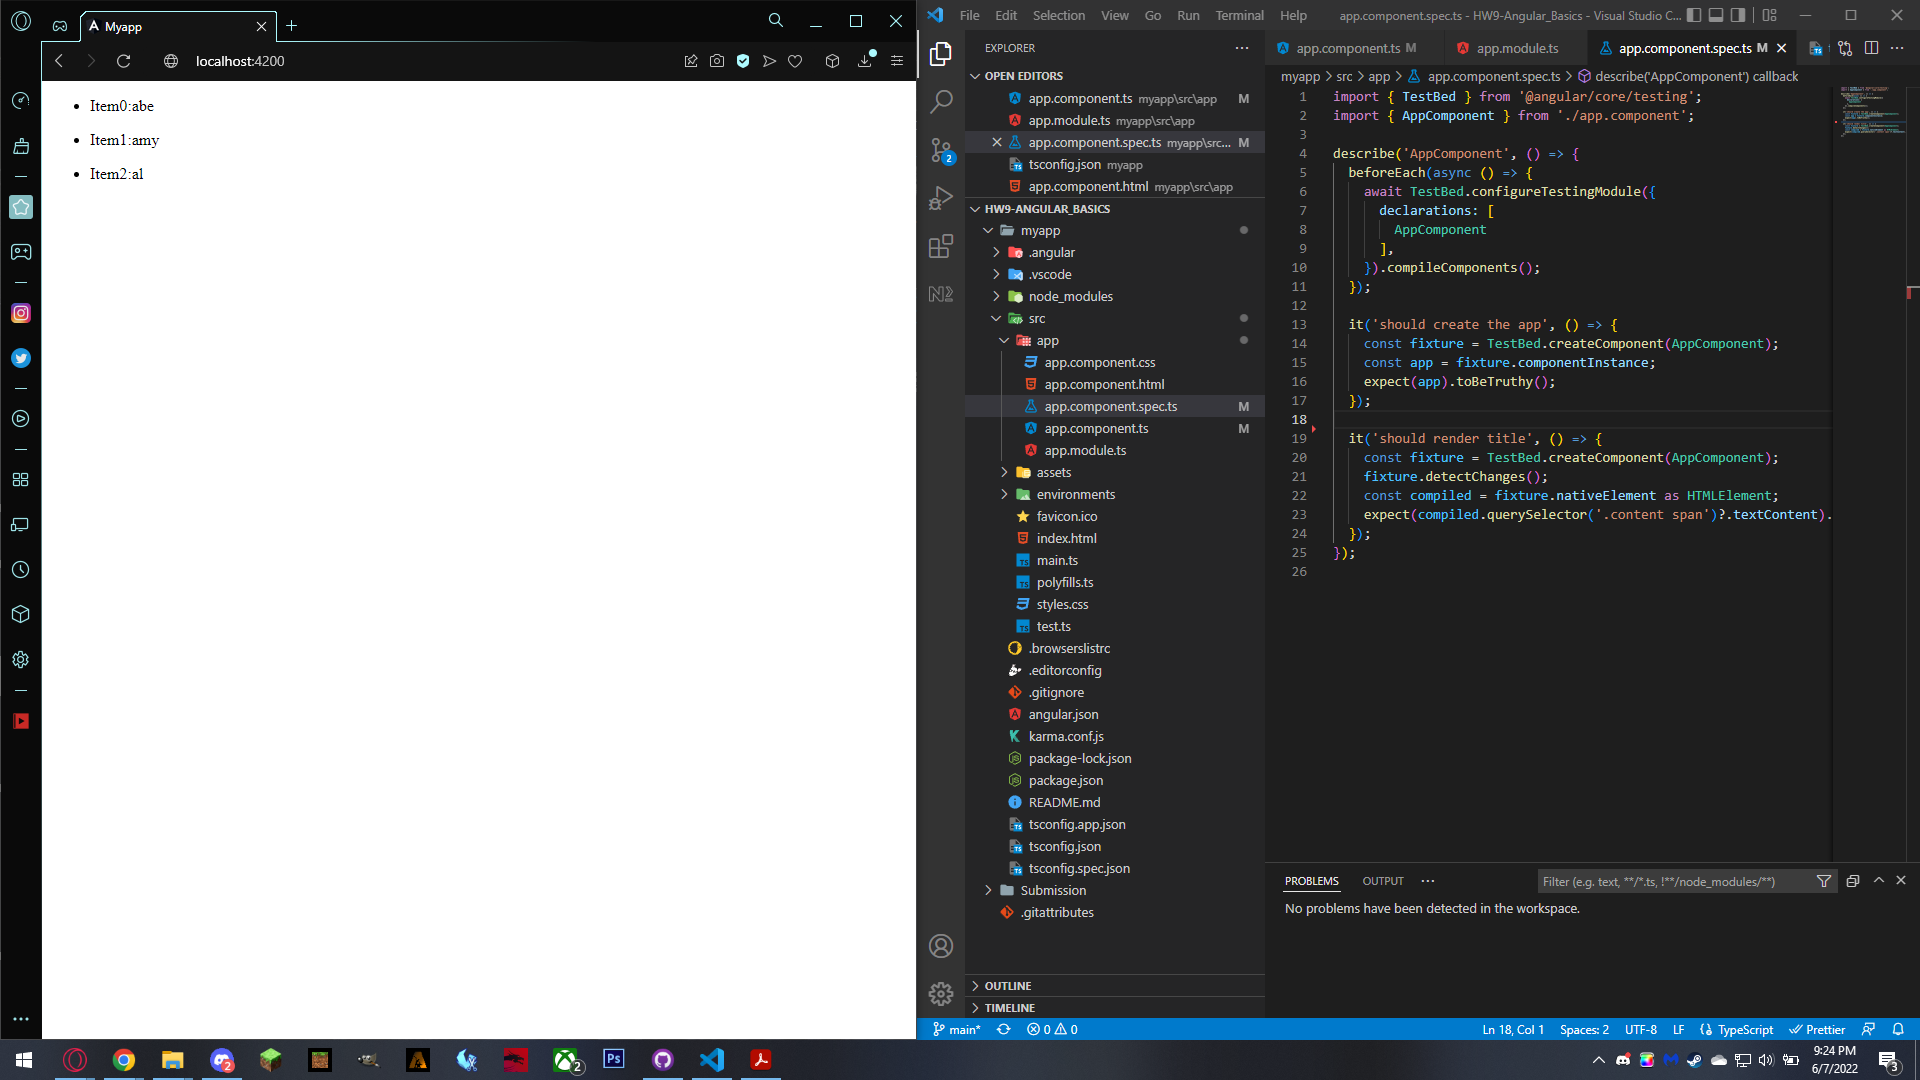 Myapp
localhost:4200
Item0:abe
Item1:amy
Item2:al
File Edit Selection View Go Run Terminal Help
app.component.spec.ts - HW9-Angular_Basics - Visual Studio C...
EXPLORER
OPEN EDITORS
app.component.ts myapp\src\app M
app.module.ts myapp\src\app
app.component.spec.ts myapp\src... M
tsconfig.json myapp
app.component.html myapp\src\app
HW9-ANGULAR_BASICS
myapp
.angular
.vscode
node_modules
src
app
app.component.css
app.component.html
app.component.spec.ts M
app.component.ts M
app.module.ts
assets
environments
favicon.ico
index.html
main.ts
polyfills.ts
styles.css
test.ts
.browserslistrc
.editorconfig
.gitignore
angular.json
karma.conf.js
package-lock.json
package.json
README.md
tsconfig.app.json
tsconfig.json
tsconfig.spec.json
Submission
.gitattributes
OUTLINE
TIMELINE
app.component.ts M app.module.ts app.component.spec.ts M
myapp > src > app > app.component.spec.ts > describe('AppComponent') callback
1 import { TestBed } from '@angular/core/testing';
2 import { AppComponent } from './app.component';
3
4 describe('AppComponent', () => {
5 beforeEach(async () => {
6 await TestBed.configureTestingModule({
7 declarations: [
8 AppComponent
9 ],
10 }).compileComponents();
11 });
12
13 it('should create the app', () => {
14 const fixture = TestBed.createComponent(AppComponent);
15 const app = fixture.componentInstance;
16 expect(app).toBeTruthy();
17 });
18
19 it('should render title', () => {
20 const fixture = TestBed.createComponent(AppComponent);
21 fixture.detectChanges();
22 const compiled = fixture.nativeElement as HTMLElement;
23 expect(compiled.querySelector('.content span')?.textContent).
24 });
25 });
26
PROBLEMS OUTPUT
Filter (e.g. text, **/*.ts, !**/node_modules/**)
No problems have been detected in the workspace.
main* 0 0 Ln 18, Col 1 Spaces: 2 UTF-8 LF TypeScript Prettier
9:24 PM
6/7/2022